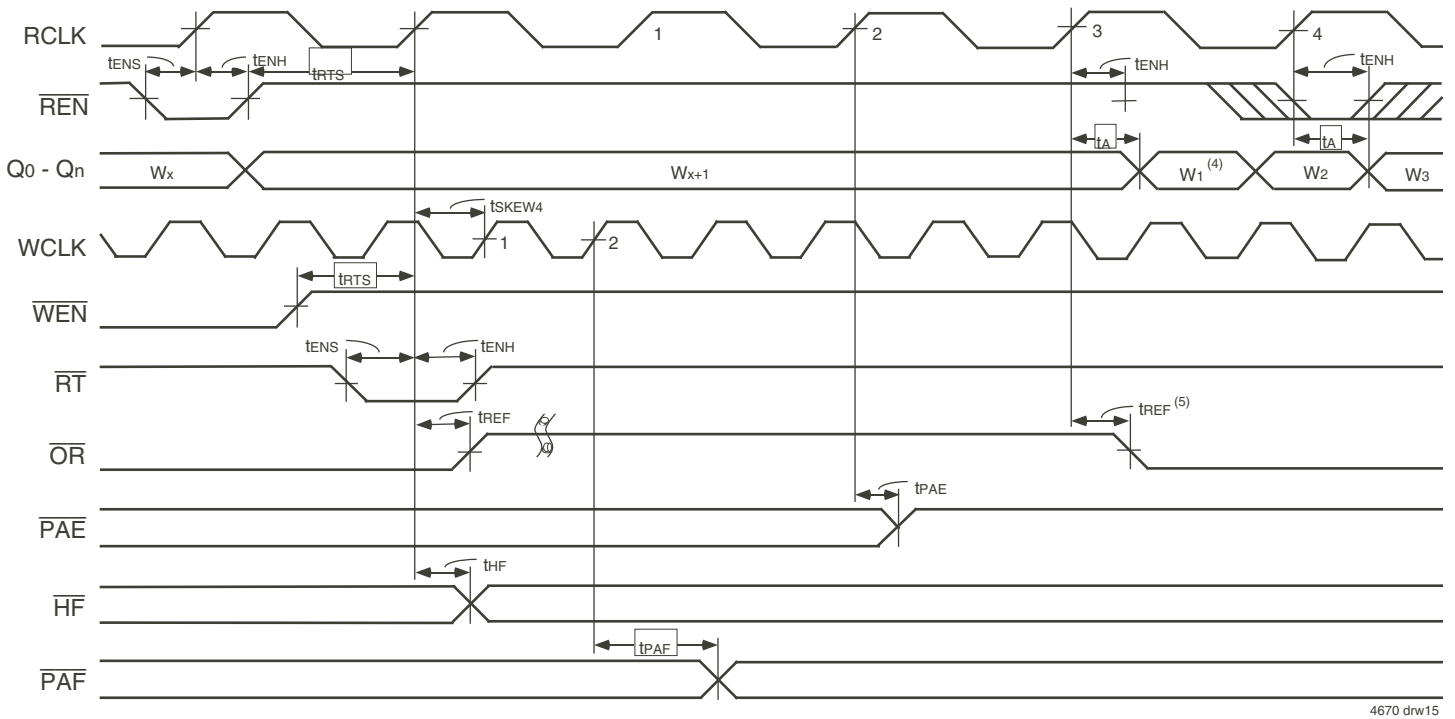 RCLK
1
2
3
4
tENS
tENH
tRTS
tENH
tENH
REN
tA
tA
Q0 - Qn
Wx
Wx+1
W1 (4)
W2
W3
tSKEW4
WCLK
1
2
tRTS
WEN
tENS
tENH
RT
tREF
tREF (5)
OR
tPAE
PAE
tHF
HF
tPAF
PAF
4670 drw15